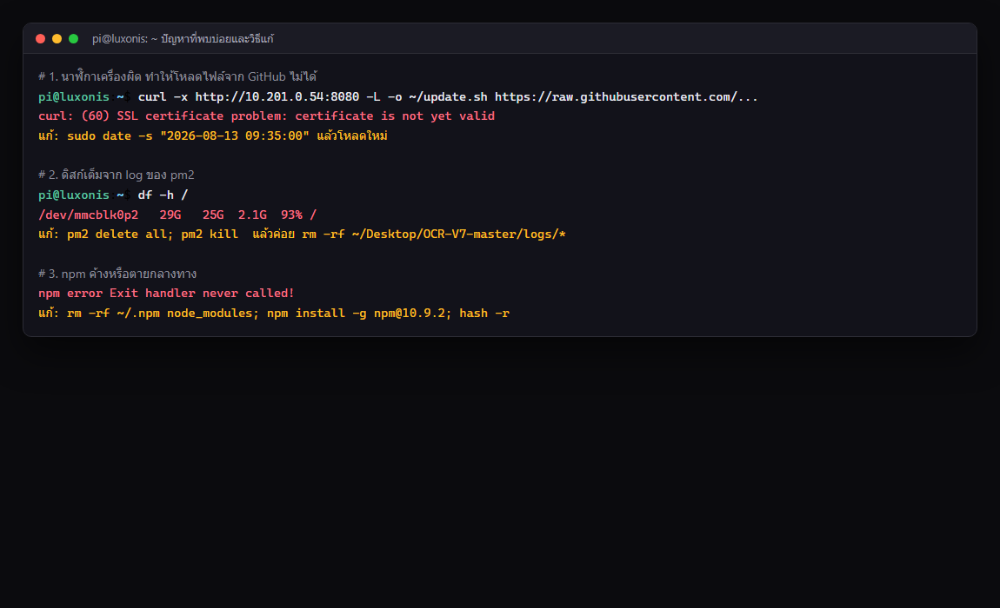 pi@luxonis: ~ ปัญหาที่พบบ่อยและวิธีแก้
# 1. นาฬิกาเครื่องผิด ทำให้โหลดไฟล์จาก GitHub ไม่ได้
pi@luxonis:~$ curl -x http://10.201.0.54:8080 -L -o ~/update.sh https://raw.githubusercontent.com/...
curl: (60) SSL certificate problem: certificate is not yet valid
แก้: sudo date -s "2026-08-13 09:35:00" แล้วโหลดใหม่
# 2. ดิสก์เต็มจาก log ของ pm2
pi@luxonis:~$ df -h /
/dev/mmcblk0p2 29G 25G 2.1G 93% /
แก้: pm2 delete all; pm2 kill แล้วค่อย rm -rf ~/Desktop/OCR-V7-master/logs/*
# 3. npm ค้างหรือตายกลางทาง
npm error Exit handler never called!
แก้: rm -rf ~/.npm node_modules; npm install -g npm@10.9.2; hash -r